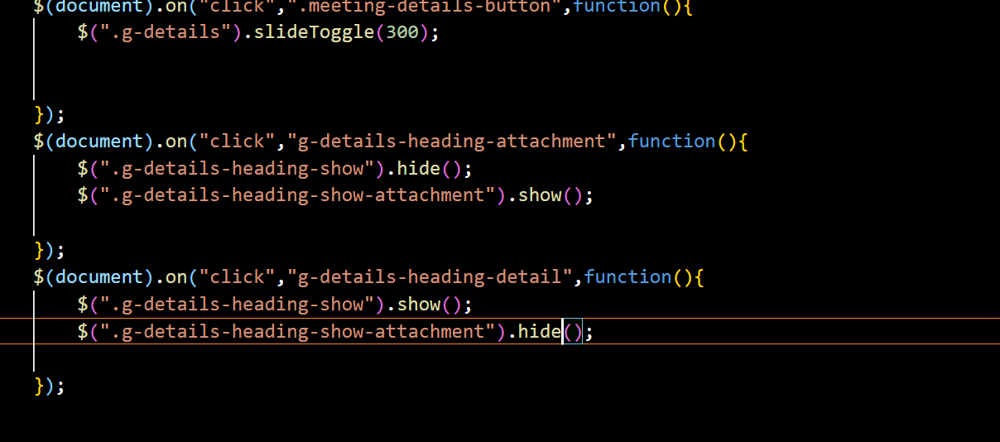 $(document).on("click",".meeting-details-button",function(){
$(".g-details").slideToggle(300);
});
$(document).on("click","g-details-heading-attachment",function(){
$(".g-details-heading-show").hide();
$(".g-details-heading-show-attachment").show();
});
$(document).on("click","g-details-heading-detail",function(){
$(".g-details-heading-show").show();
$(".g-details-heading-show-attachment").hide();
});